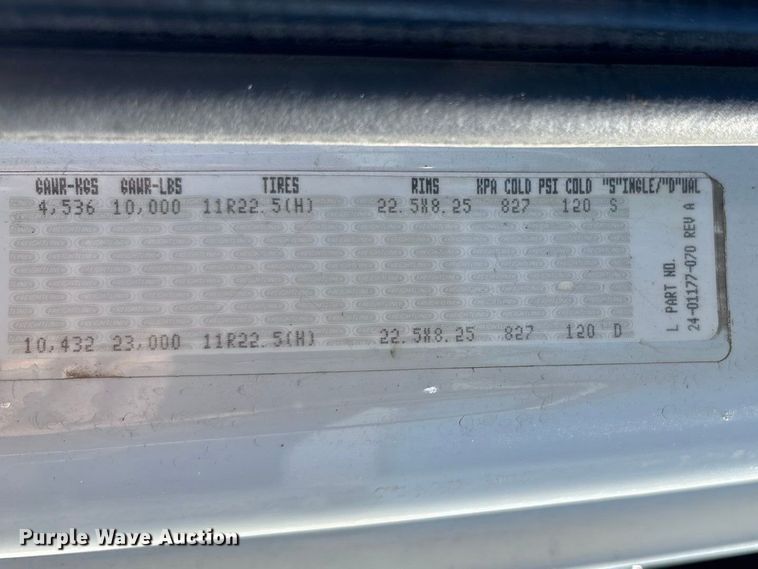 GAWR-KGS GAWR-LBS TIRES RIMS KPA COLD PSI COLD "S"INGLE/"D"UAL
4,536 10,000 11R22.5(H) 22.5X8.25 827 120 S
10,432 23,000 11R22.5(H) 22.5X8.25 827 120 D
L PART NO.
24-01177-070 REV A
Purple Wave Auction